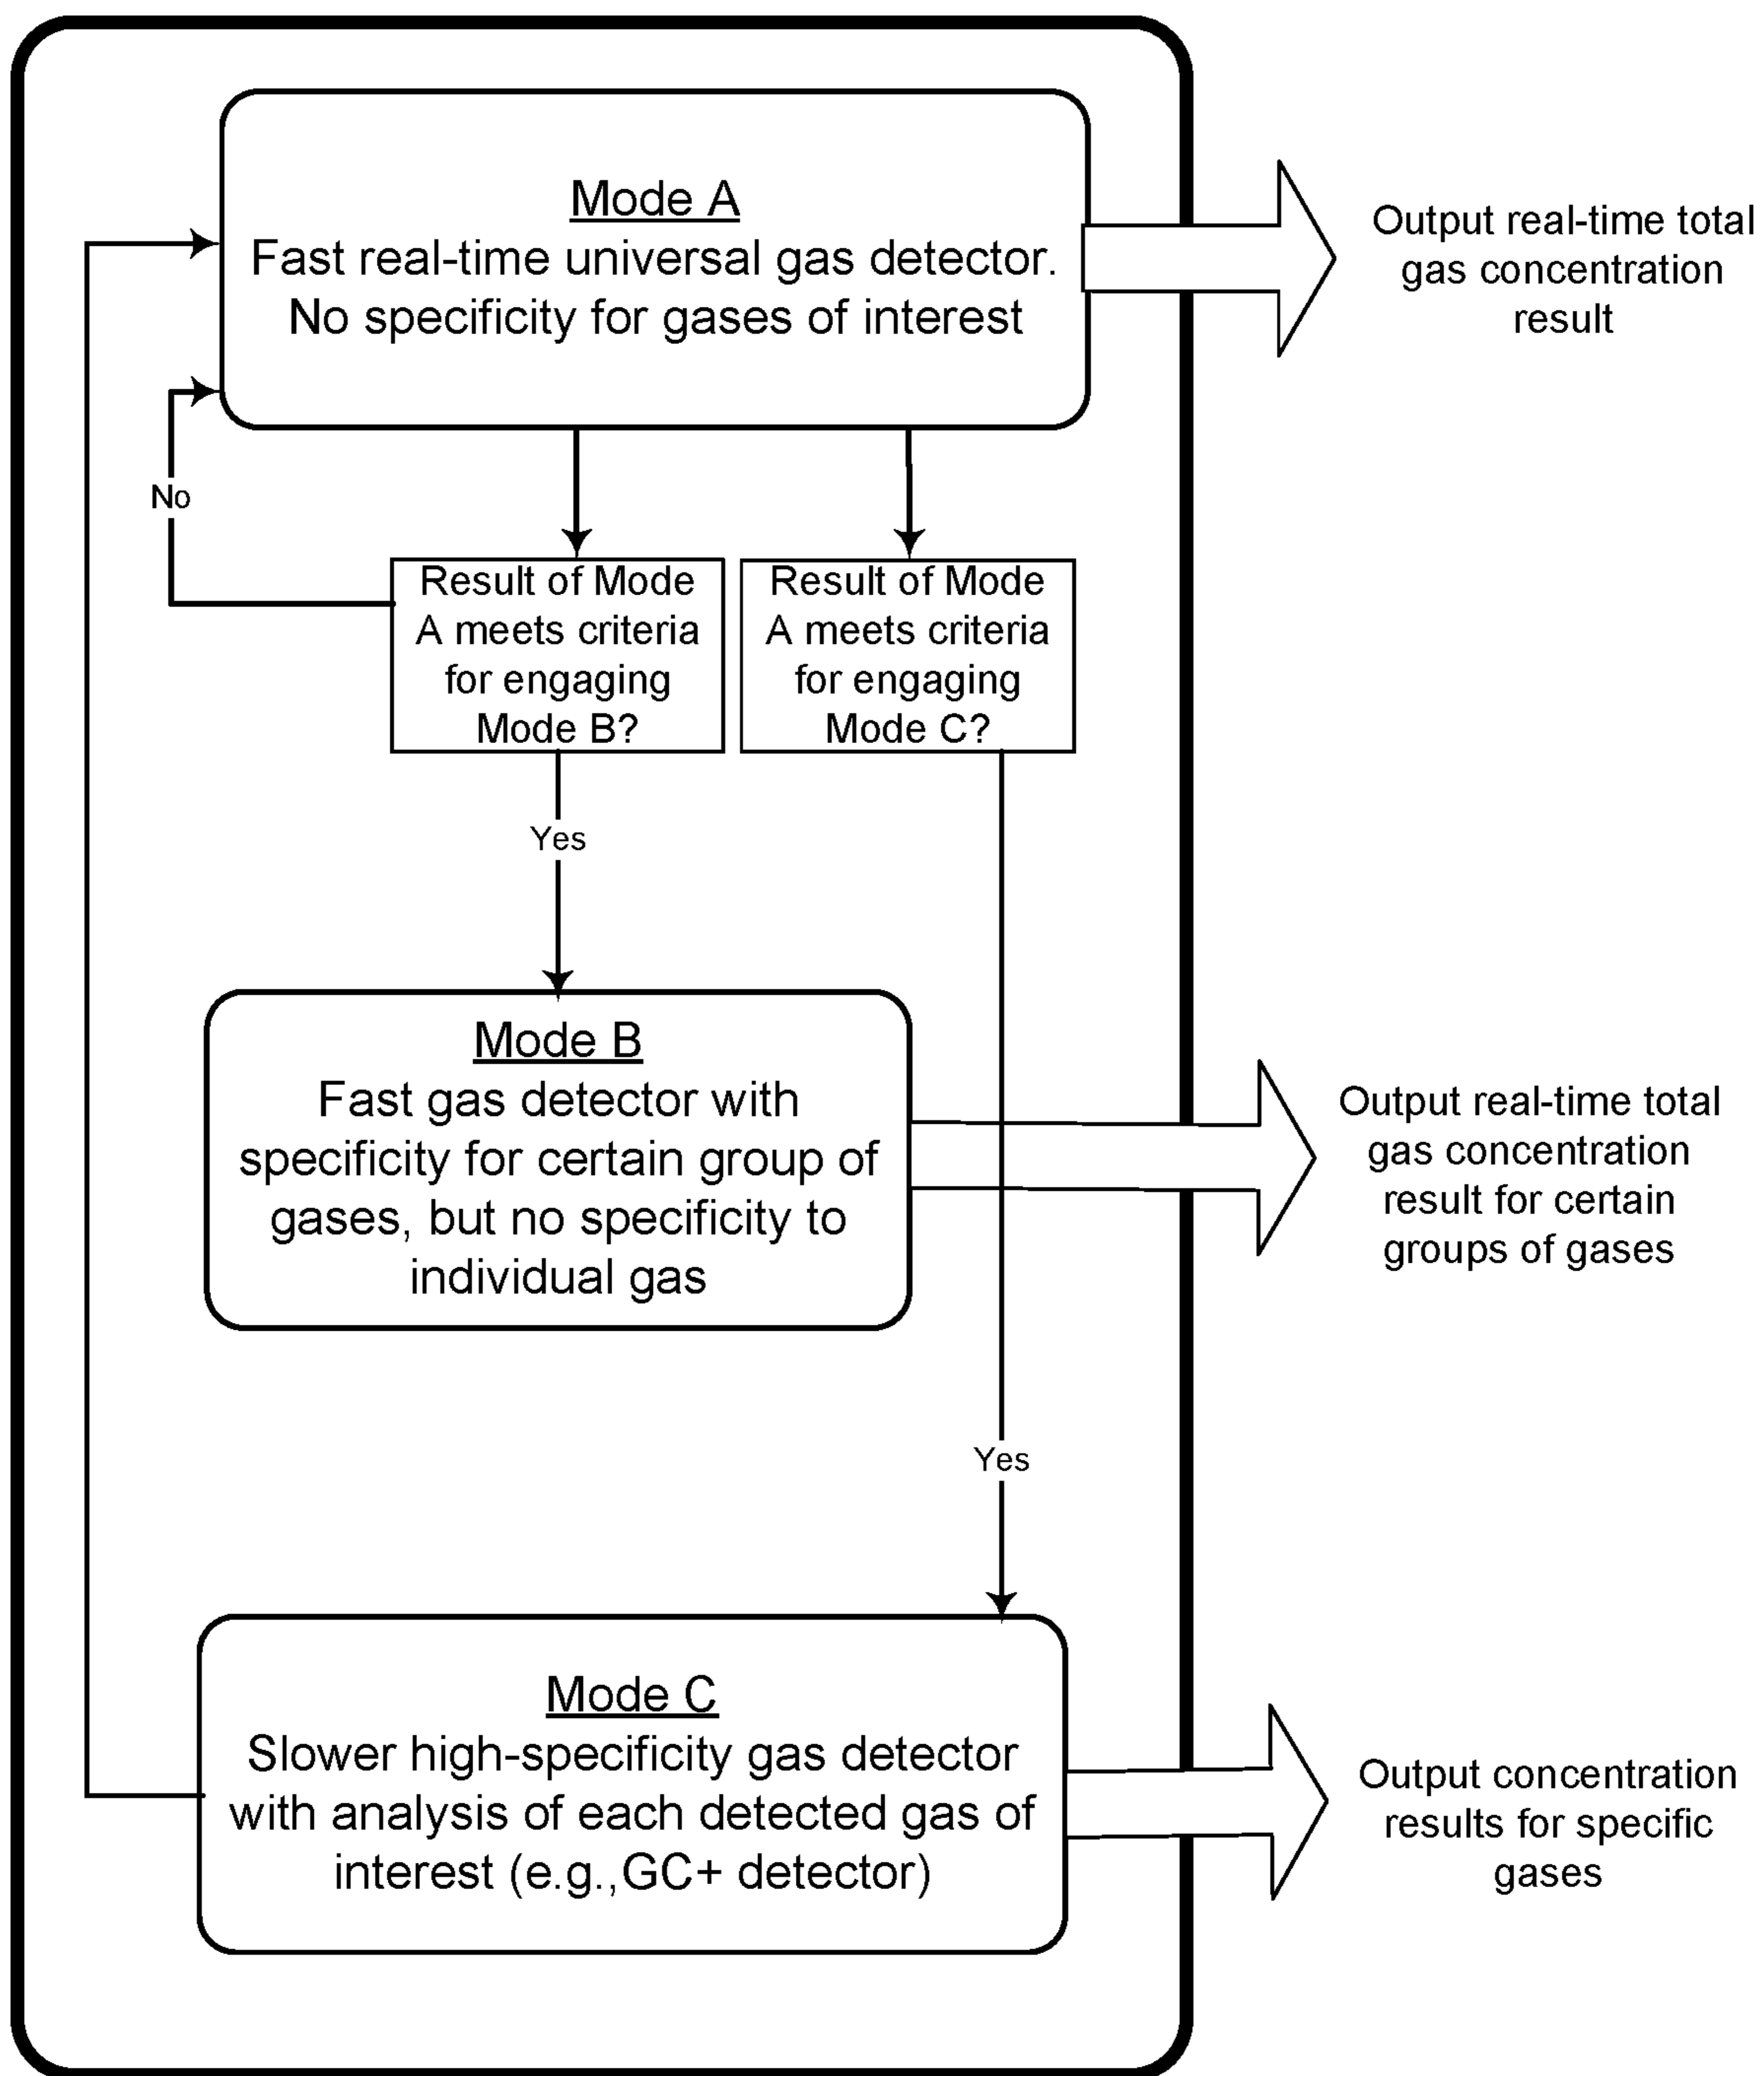 Mode A
Fast real-time universal gas detector.
No specificity for gases of interest
Output real-time total
gas concentration
result
No
Result of Mode
A meets criteria
for engaging
Mode B?
Result of Mode
A meets criteria
for engaging
Mode C?
Yes
Mode B
Fast gas detector with
specificity for certain group of
gases, but no specificity to
individual gas
Output real-time total
gas concentration
result for certain
groups of gases
Yes
Mode C
Slower high-specificity gas detector
with analysis of each detected gas of
interest (e.g.,GC+ detector)
Output concentration
results for specific
gases